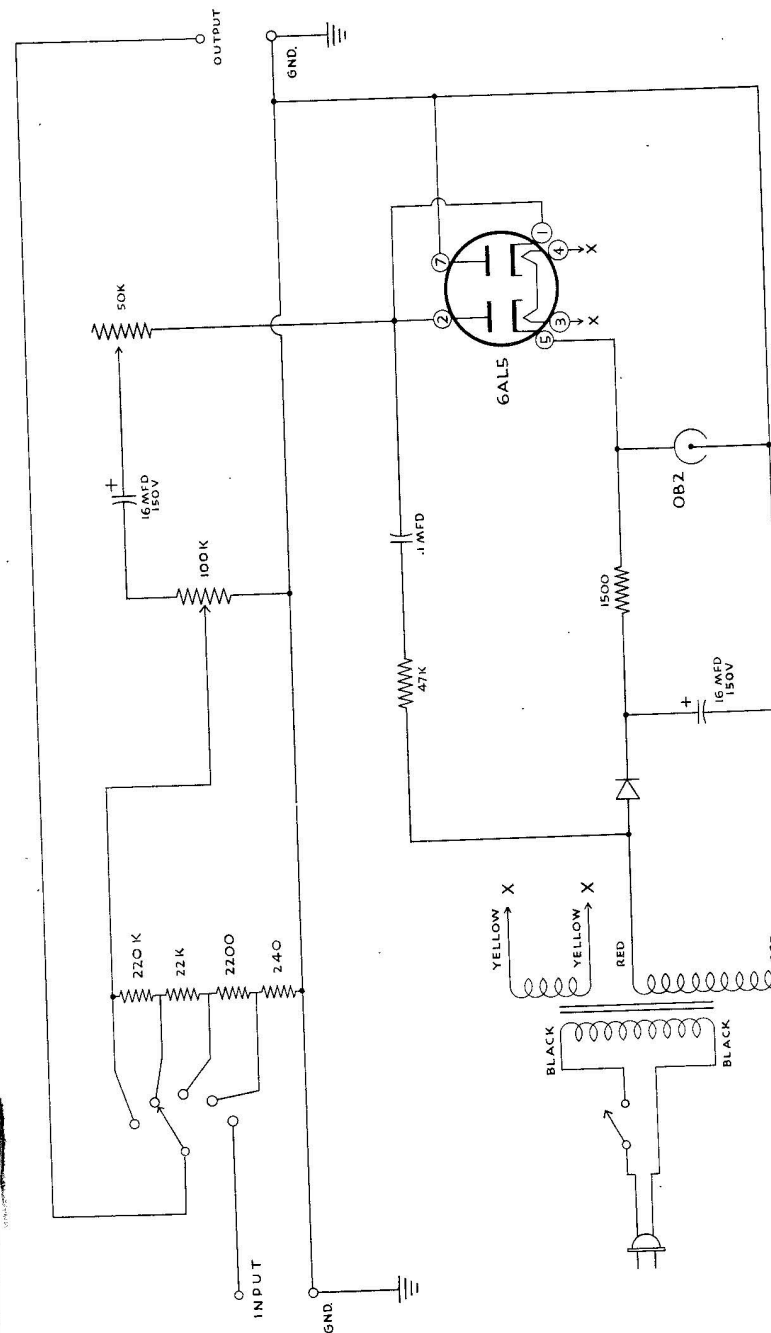 50K
+
16 MFD
150V
100K
OUTPUT
220K
22K
2200
240
INPUT
GND.
GND.
.1 MFD
47K
2
7
6AL5
5
3
4
1
X
X
YELLOW
X
YELLOW
X
RED
BLACK
BLACK
1500
+
16 MFD
150V
OB2